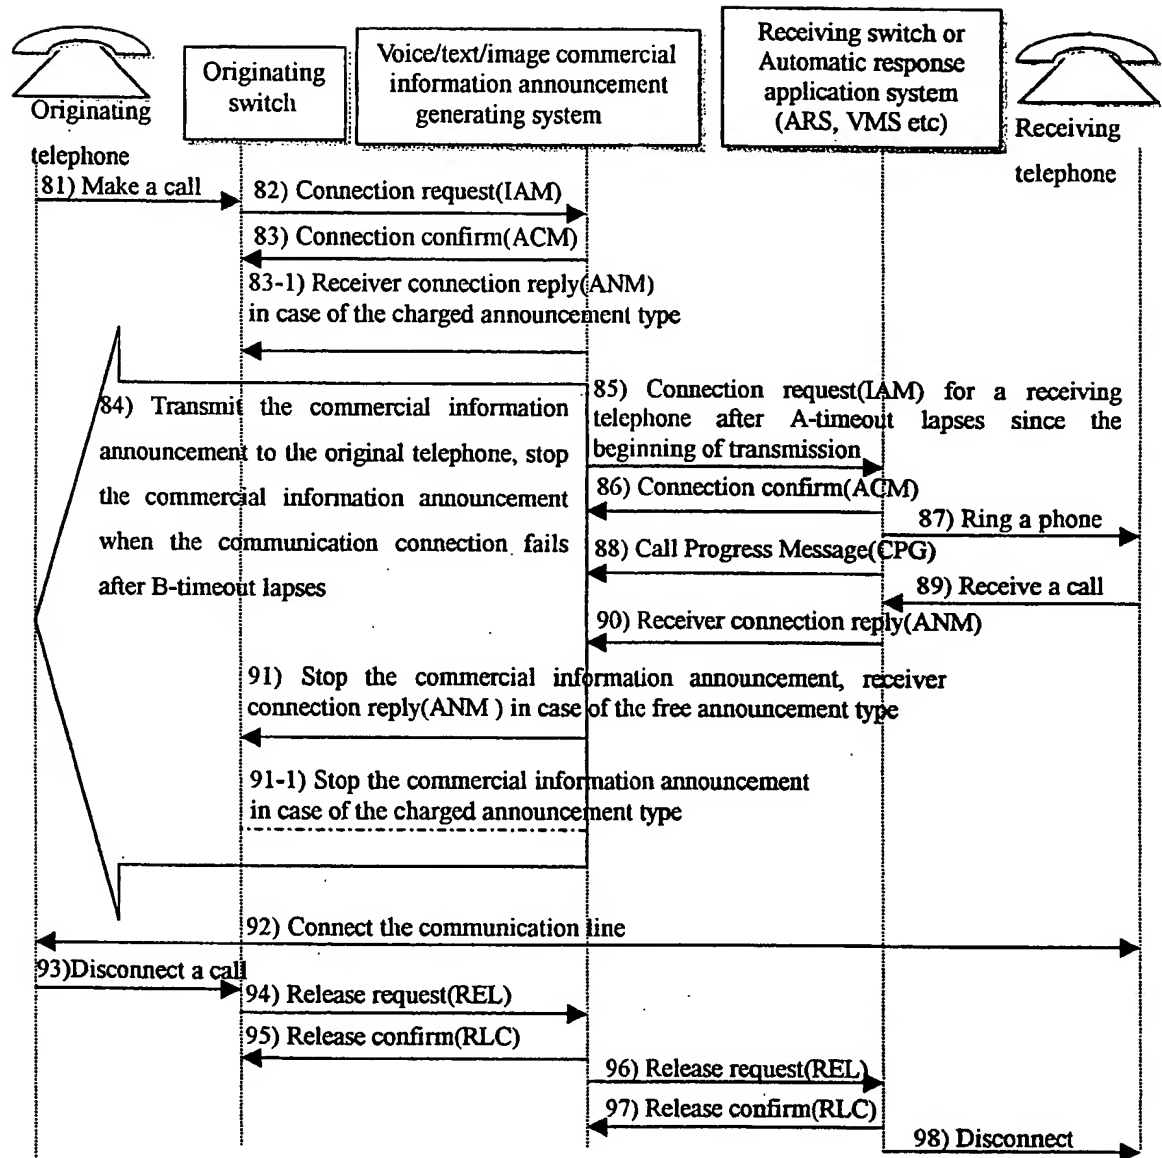 Originating
telephone
Originating
switch
Voice/text/image commercial
information announcement
generating system
Receiving switch or
Automatic response
application system
(ARS, VMS etc)
Receiving
telephone
81) Make a call
82) Connection request(IAM)
83) Connection confirm(ACM)
83-1) Receiver connection reply(ANM)
in case of the charged announcement type
84) Transmit the commercial information
announcement to the original telephone, stop
the commercial information announcement
when the communication connection fails
after B-timeout lapses
85) Connection request(IAM) for a receiving
telephone after A-timeout lapses since the
beginning of transmission
86) Connection confirm(ACM)
87) Ring a phone
88) Call Progress Message(CPG)
89) Receive a call
90) Receiver connection reply(ANM)
91) Stop the commercial information announcement, receiver
connection reply(ANM ) in case of the free announcement type
91-1) Stop the commercial information announcement
in case of the charged announcement type
92) Connect the communication line
93)Disconnect a call
94) Release request(REL)
95) Release confirm(RLC)
96) Release request(REL)
97) Release confirm(RLC)
98) Disconnect